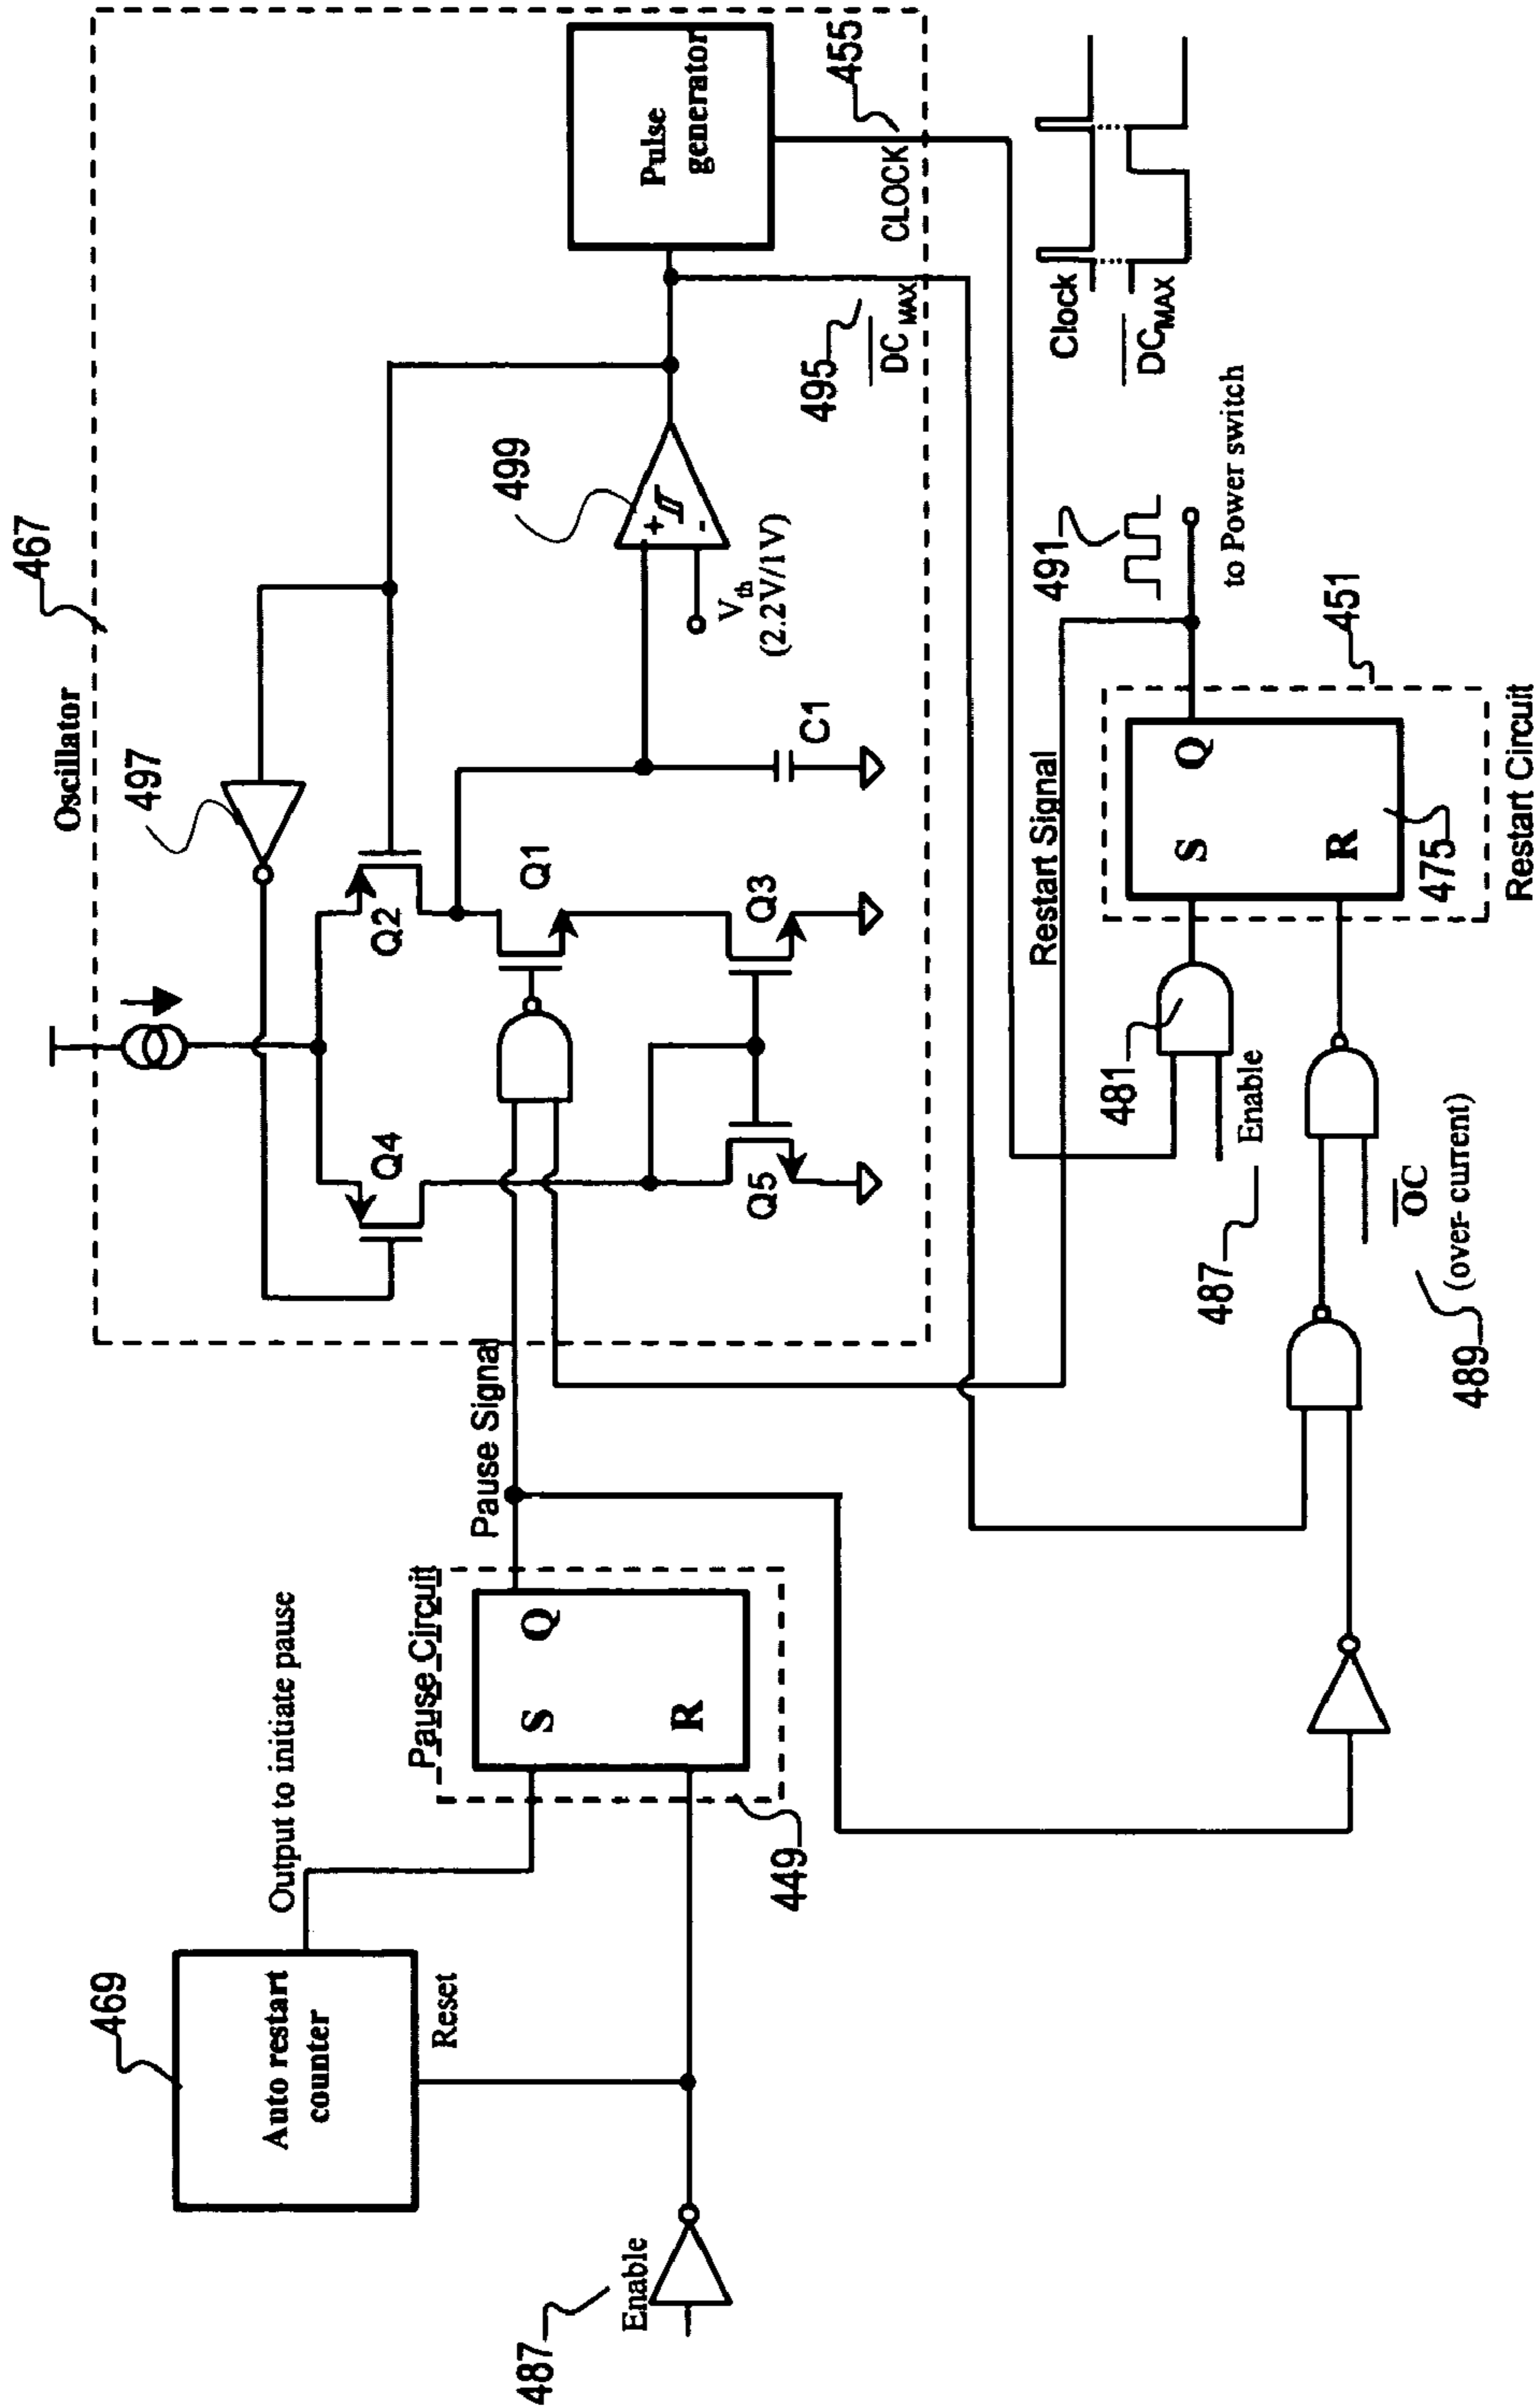 467
Oscillator
497
Q4
Q2
Q1
Q5
Q3
C1
499
+
-
Vth
(2.2V/1V)
Pulse
generator
495
DC MAX
CLOCK
455
Clock
DCMAX
469
Auto restart
counter
Output to initiate pause
Reset
487
Enable
Pause Circuit
S
Q
R
449
Pause Signal
Restart Signal
481
487
Enable
OC
(over- current)
489
S
Q
R
475
451
Restart Circuit
491
to Power switch